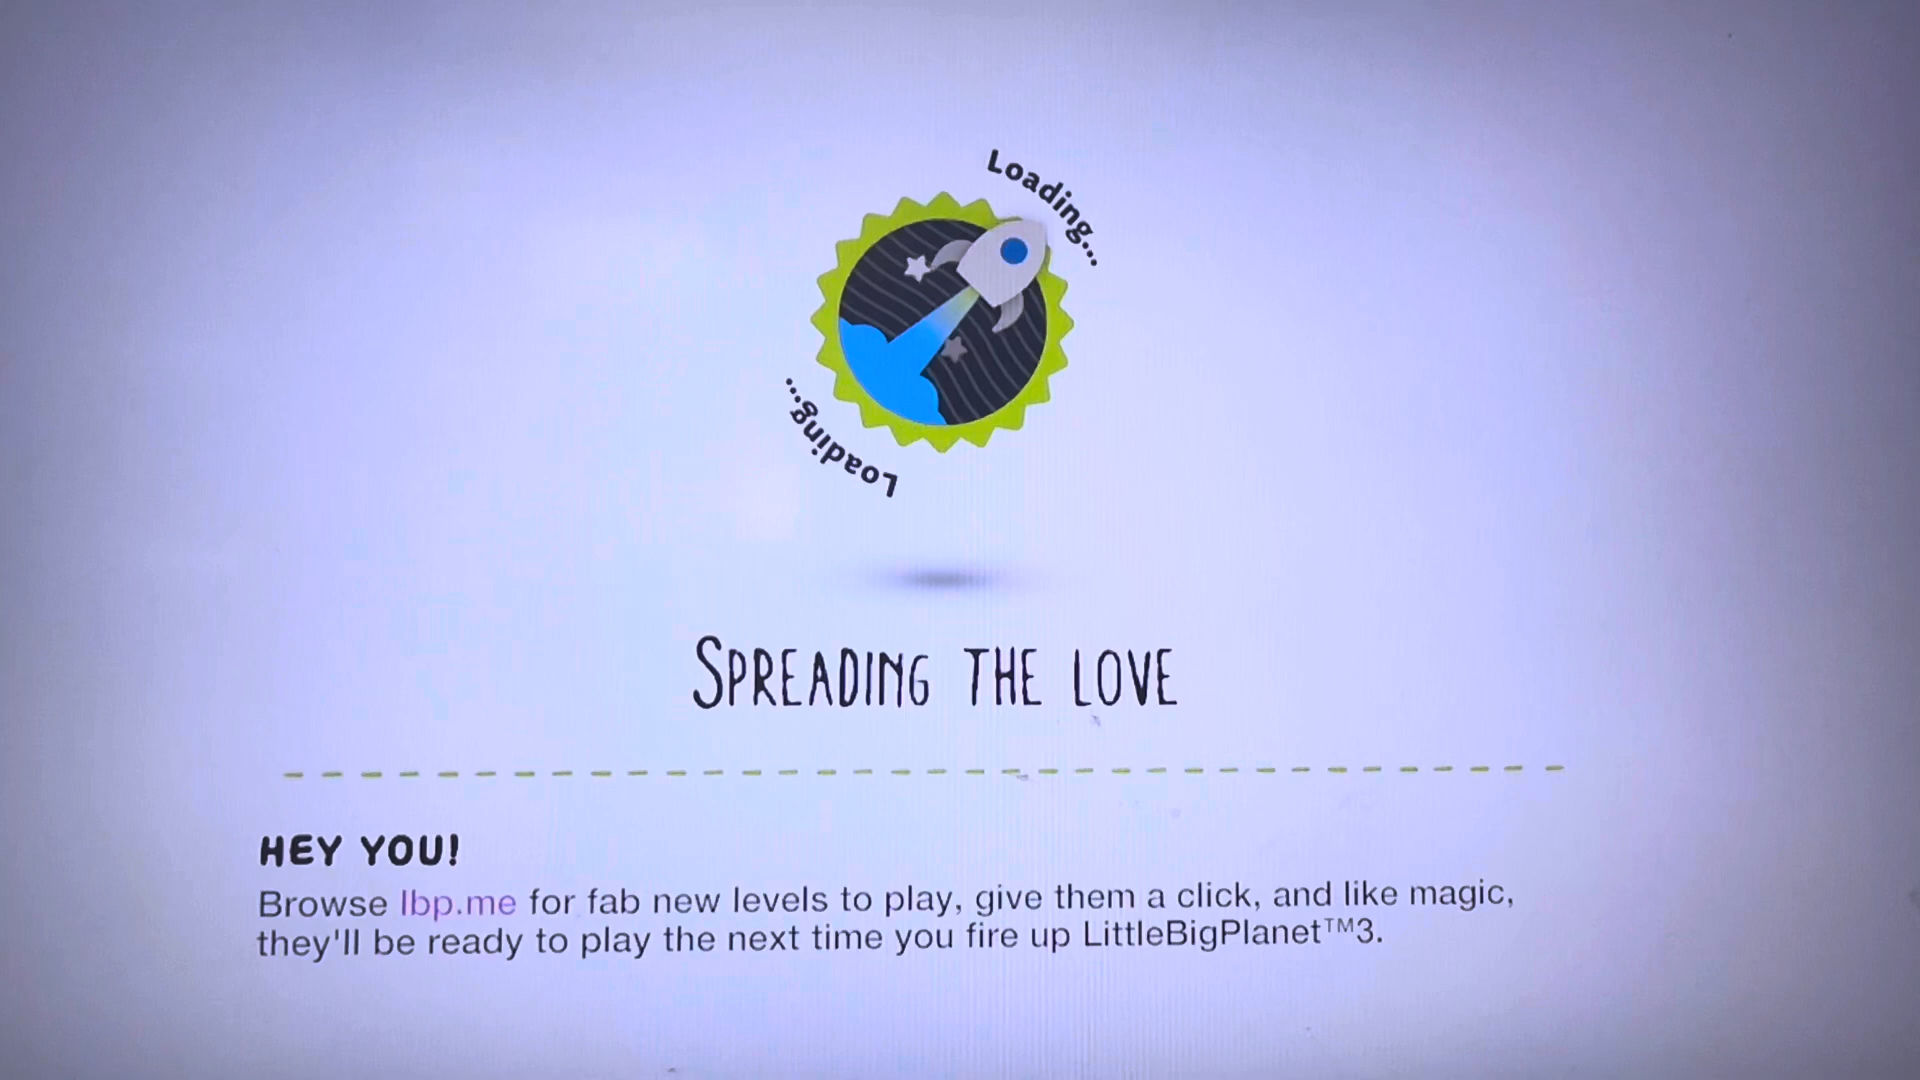 Loading...
Loading...
SPREADING THE LOVE
HEY YOU!
Browse lbp.me for fab new levels to play, give them a click, and like magic,
they'll be ready to play the next time you fire up LittleBigPlanet™3.